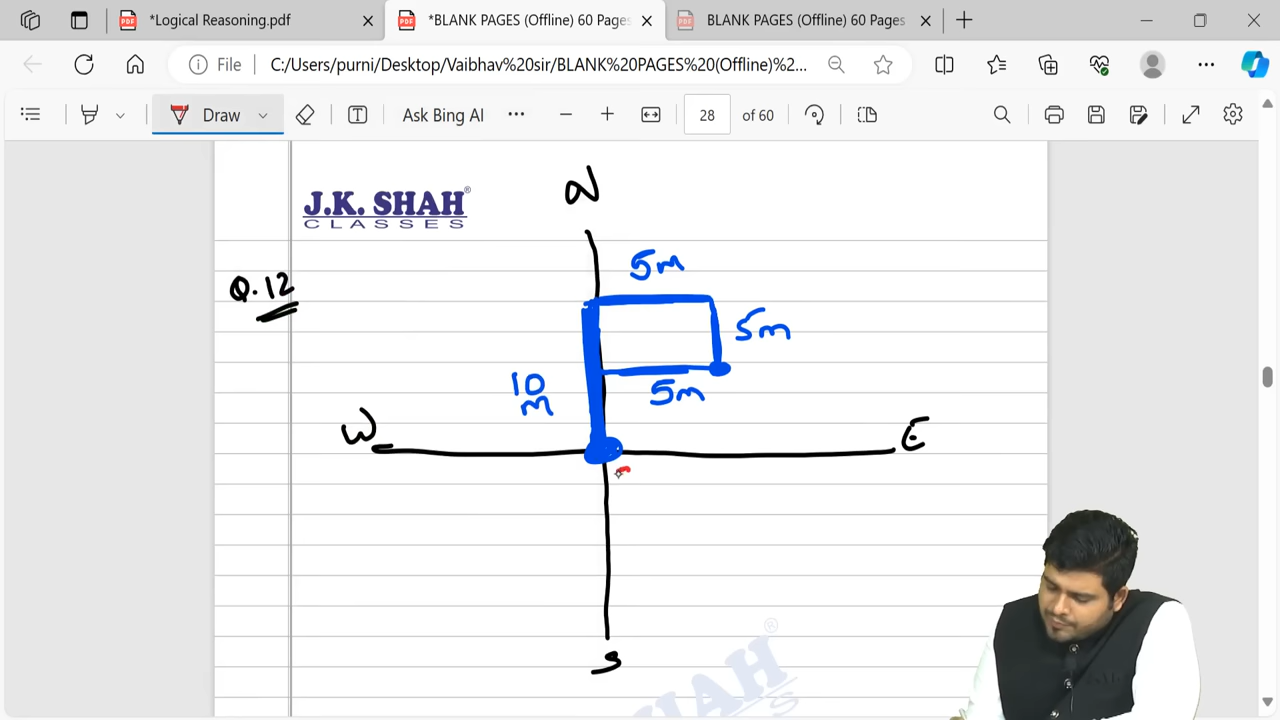 *Logical Reasoning.pdf
*BLANK PAGES (Offline) 60 Pages
BLANK PAGES (Offline) 60 Pages
File
C:/Users/purni/Desktop/Vaibhav%20sir/BLANK%20PAGES%20(Offline)%2...
Draw
Ask Bing AI
28
of 60
N
J.K. SHAH®
CLASSES
5m
Q.12
5m
10
m
5m
W
E
S
SHAH®